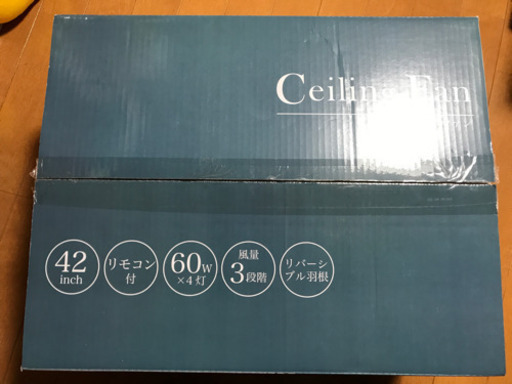 Ceiling Fan
42
inch
リモコン
付
60W
×4灯
風量
3段階
リバーシ
ブル羽根